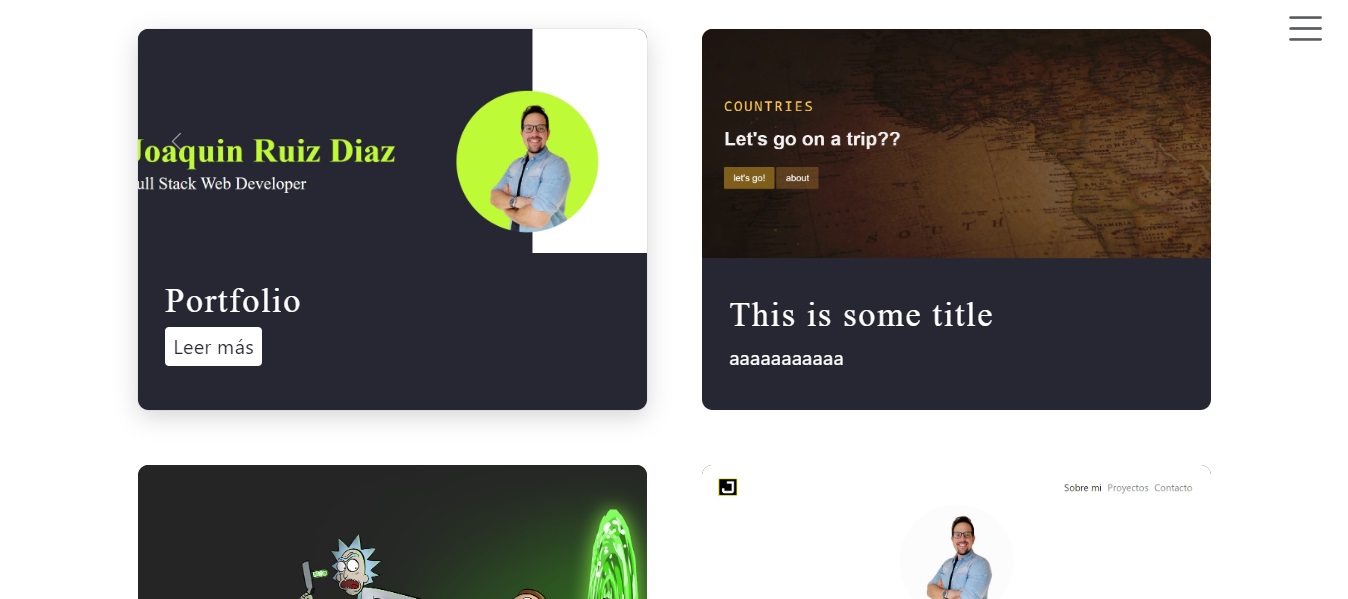 Joaquin Ruiz Diaz
ull Stack Web Developer
Portfolio
Leer más
COUNTRIES
Let's go on a trip??
let's go!
about
SOUTH
This is some title
aaaaaaaaaaa
Sobre mi Proyectos Contacto